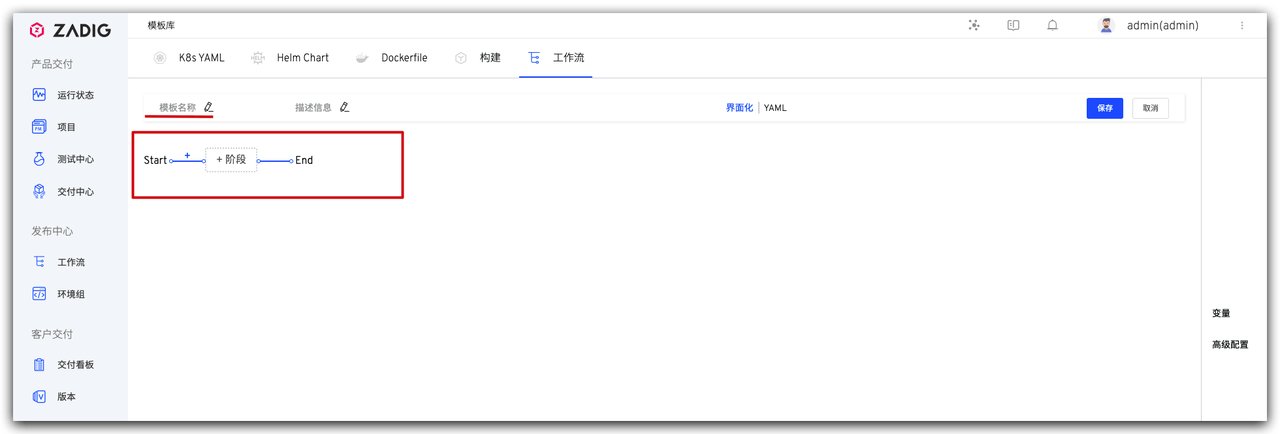 ZADIG
模板库
admin(admin)
产品交付
运行状态
项目
测试中心
交付中心
发布中心
工作流
环境组
客户交付
交付看板
版本
K8s YAML
HELM
Helm Chart
Dockerfile
构建
工作流
模板名称
描述信息
界面化 | YAML
保存
取消
Start + + 阶段 End
变量
高级配置